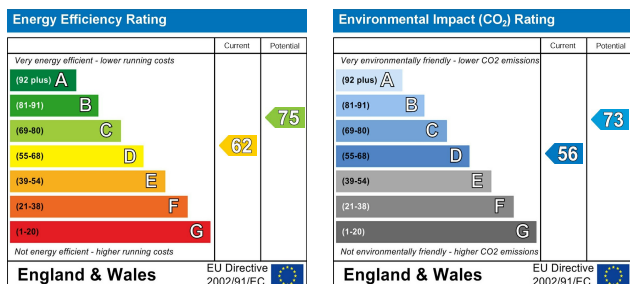 Energy Efficiency Rating
Current Potential
Very energy efficient - lower running costs
(92 plus) A
(81-91) B
(69-80) C
(55-68) D
(39-54) E
(21-38) F
(1-20) G
62
75
Not energy efficient - higher running costs
England & Wales
EU Directive
2002/91/EC
Environmental Impact (CO₂) Rating
Current Potential
Very environmentally friendly - lower CO2 emissions
(92 plus) A
(81-91) B
(69-80) C
(55-68) D
(39-54) E
(21-38) F
(1-20) G
56
73
Not environmentally friendly - higher CO2 emissions
England & Wales
EU Directive
2002/91/EC